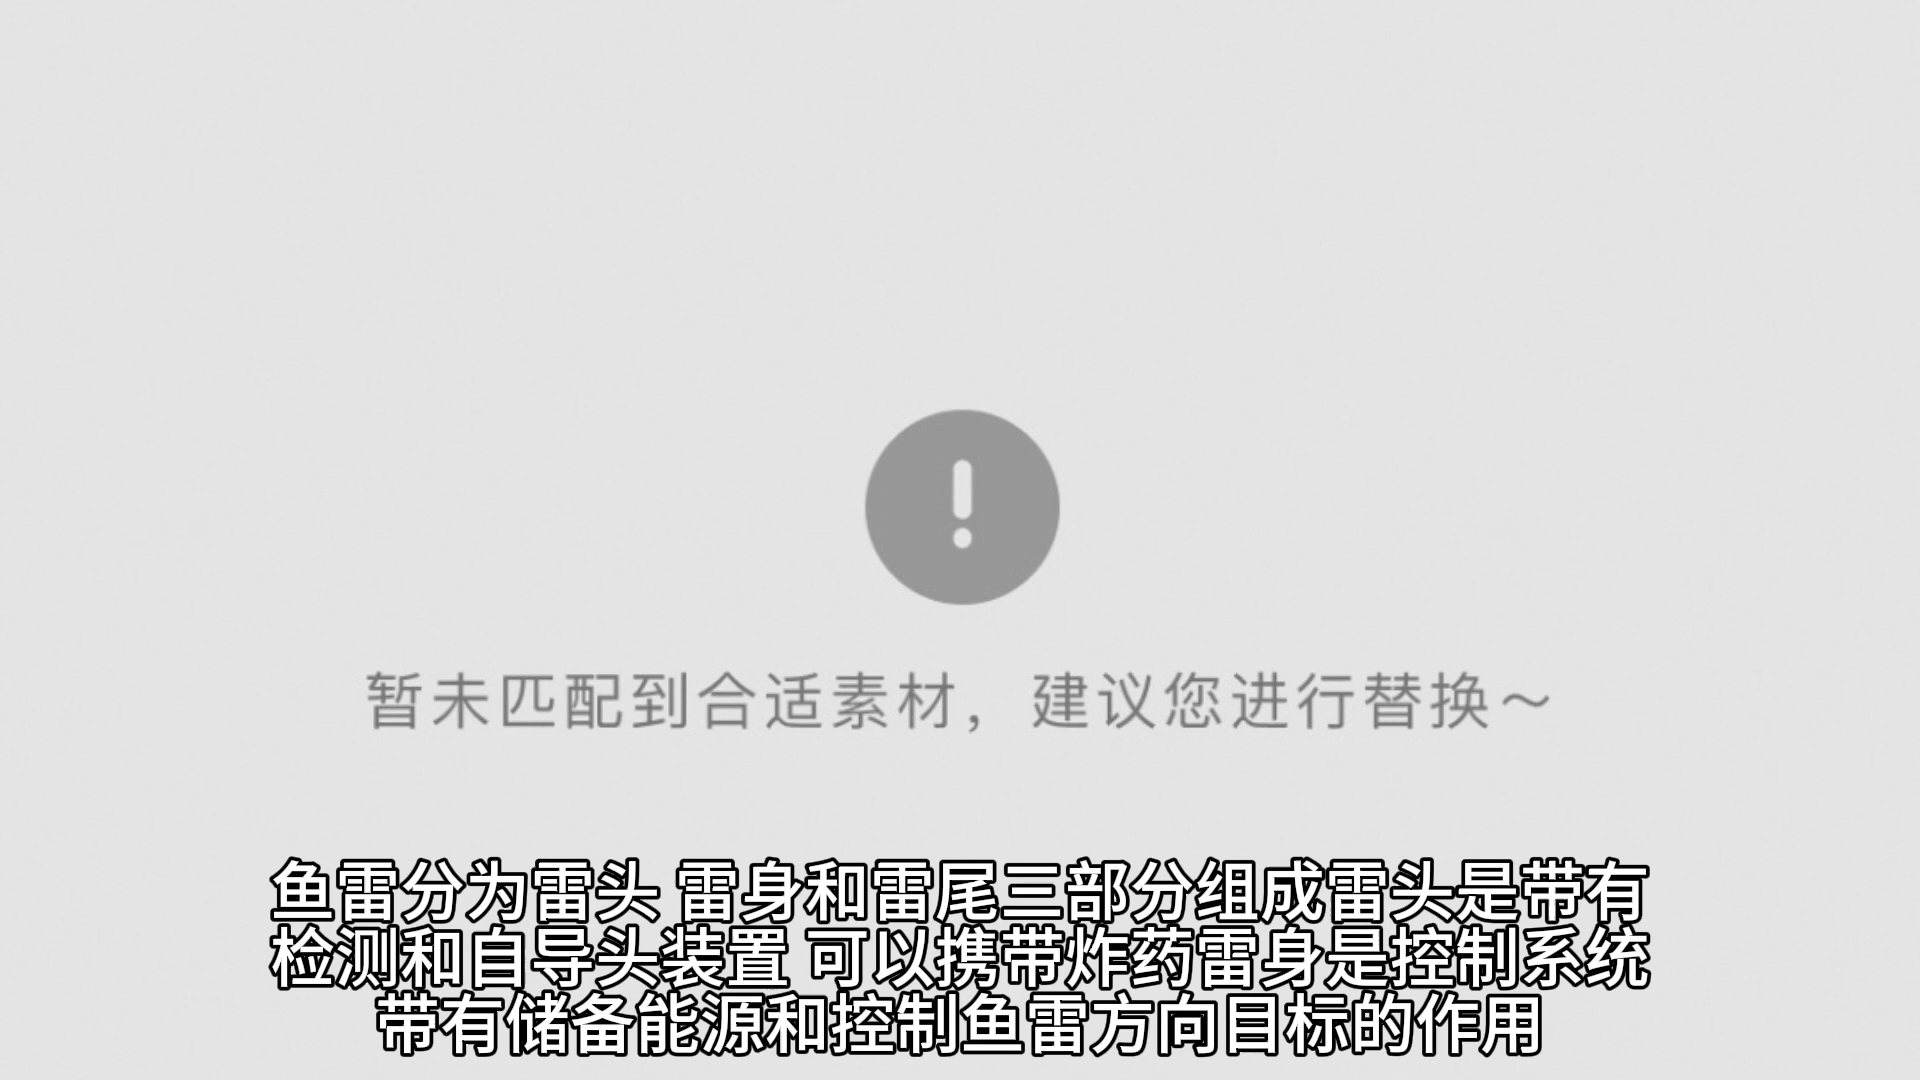 暂未匹配到合适素材，建议您进行替换～
鱼雷分为雷头 雷身和雷尾三部分组成雷头是带有
检测和自导头装置 可以携带炸药雷身是控制系统
带有储备能源和控制鱼雷方向目标的作用